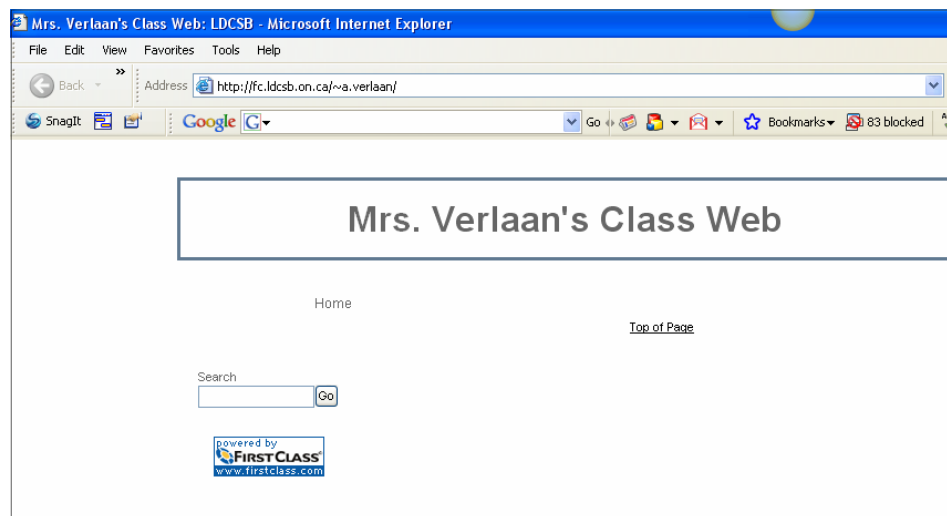 Mrs. Verlaan's Class Web: LDCSB - Microsoft Internet Explorer
File Edit View Favorites Tools Help
Back » Address http://fc.ldcsb.on.ca/~a.verlaan/
SnagIt Google G Go Bookmarks 83 blocked
Mrs. Verlaan's Class Web
Home
Top of Page
Search
Go
powered by
FIRSTCLASS®
www.firstclass.com